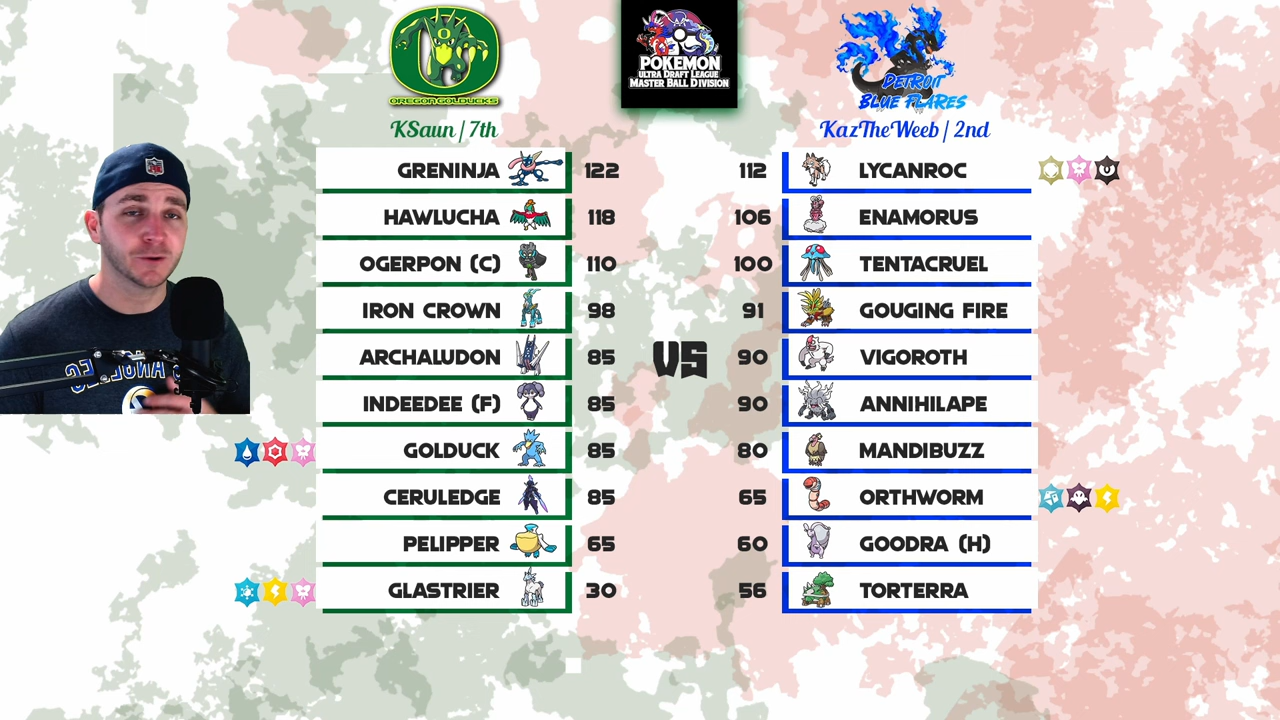 OREGON GOLDUCKS
POKEMON
ULTRA DRAFT LEAGUE
MASTER BALL DIVISION
DETROIT
BLUE FLARES
KSaun | 7th
KazTheWeeb | 2nd
GRENINJA 122
112 LYCANROC
HAWLUCHA 118
106 ENAMORUS
OGERPON (C) 110
100 TENTACRUEL
IRON CROWN 98
91 GOUGING FIRE
ARCHALUDON 85
VS
90 VIGOROTH
INDEEDEE (F) 85
90 ANNIHILAPE
GOLDUCK 85
80 MANDIBUZZ
CERULEDGE 85
65 ORTHWORM
PELIPPER 65
60 GOODRA (H)
GLASTRIER 30
56 TORTERRA